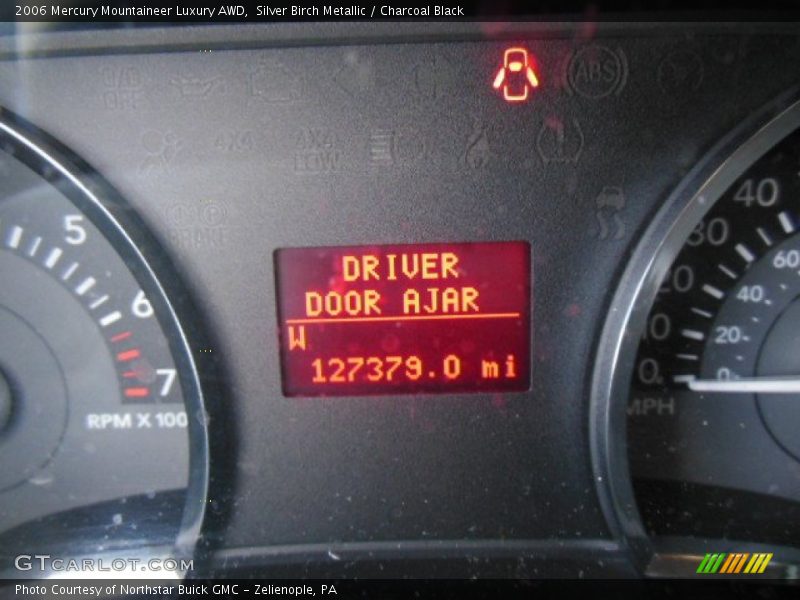 2006 Mercury Mountaineer Luxury AWD,  Silver Birch Metallic / Charcoal Black
ABS
O/D
OFF
4X4
4X4
LOW
BRAKE
DRIVER
DOOR AJAR
W
127379.0 mi
5
6
7
RPM X 100
40
30
20
10
0
MPH
60
40
20
0
GTCARLOT.COM
Photo Courtesy of Northstar Buick GMC - Zelienople, PA